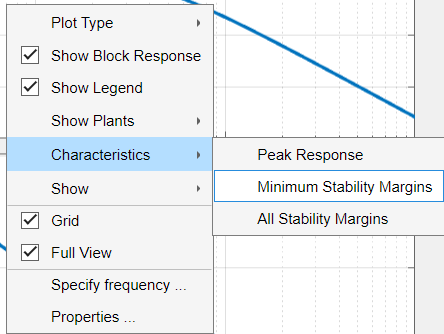 Plot Type
Show Block Response
Show Legend
Show Plants
Characteristics
Show
Grid
Full View
Specify frequency ...
Properties ...
Peak Response
Minimum Stability Margins
All Stability Margins